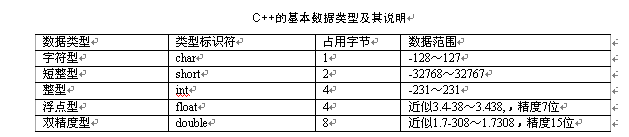 C++的基本数据类型及其说明
数据类型 类型标识符 占用字节 数据范围
字符型 char 1 -128～127
短整型 short 2 -32768～32767
整型 int 4 -231～231
浮点型 float 4 近似3.4-38～3.438,，精度7位
双精度型 double 8 近似1.7-308～1.7308，精度15位